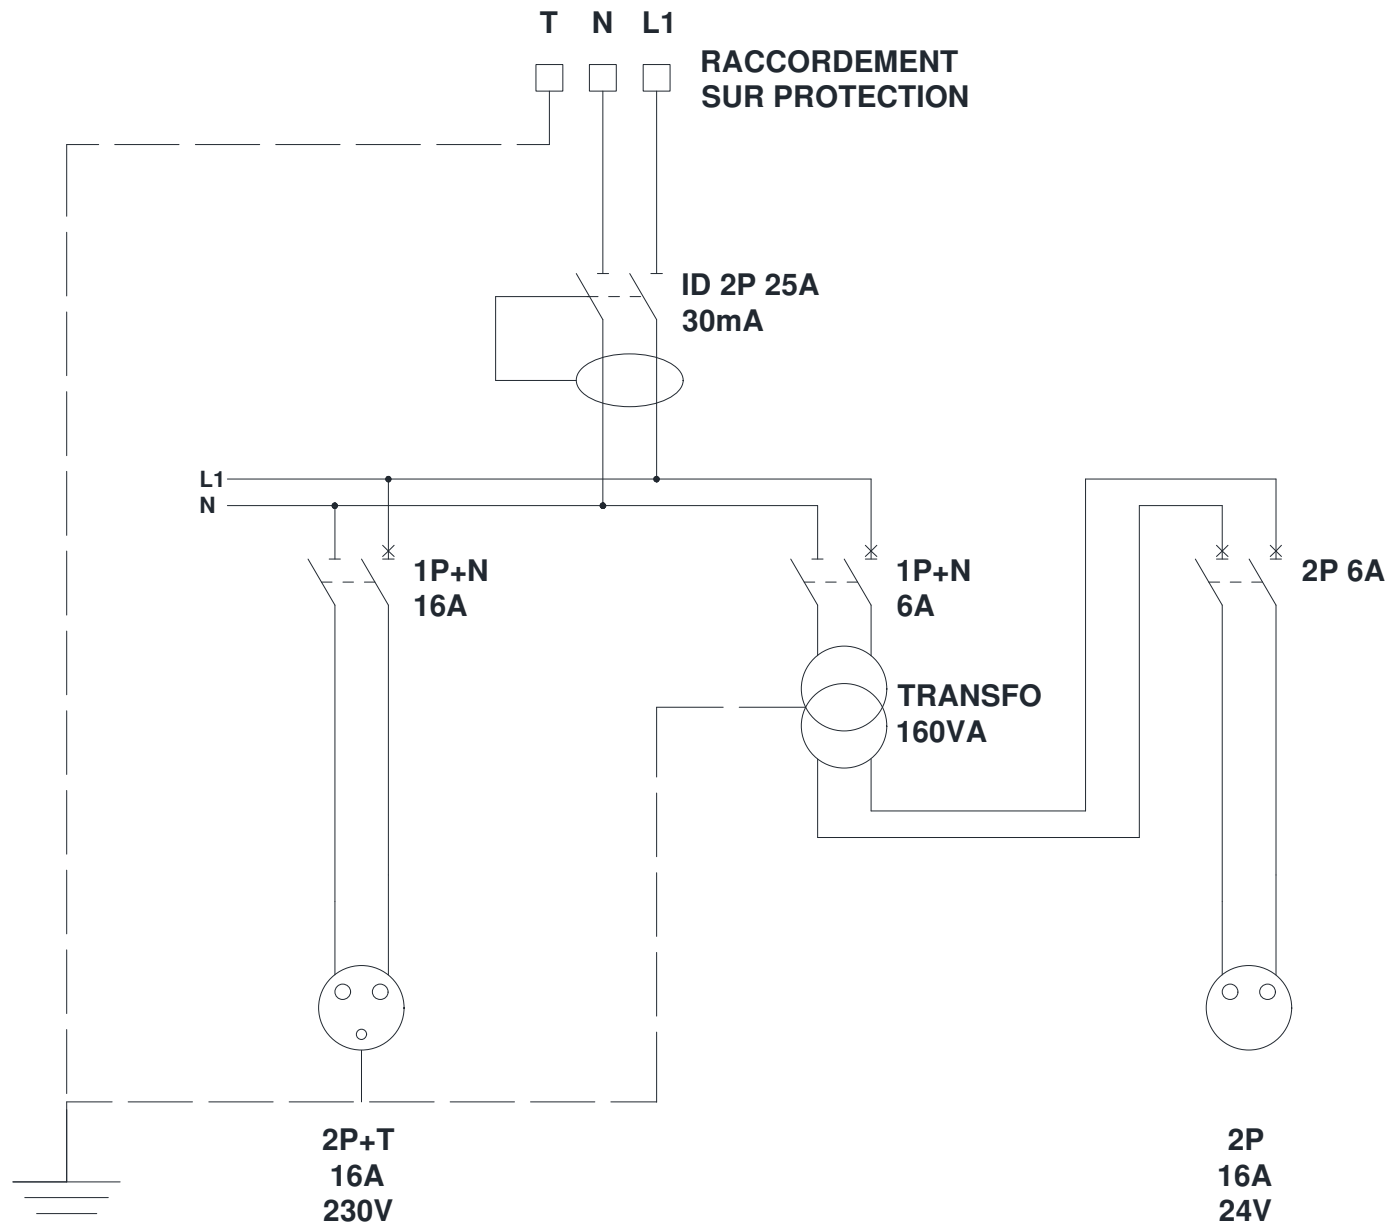 T N L1
RACCORDEMENT
SUR PROTECTION
ID 2P 25A
30mA
L1
N
1P+N
16A
1P+N
6A
2P 6A
TRANSFO
160VA
2P+T
16A
230V
2P
16A
24V